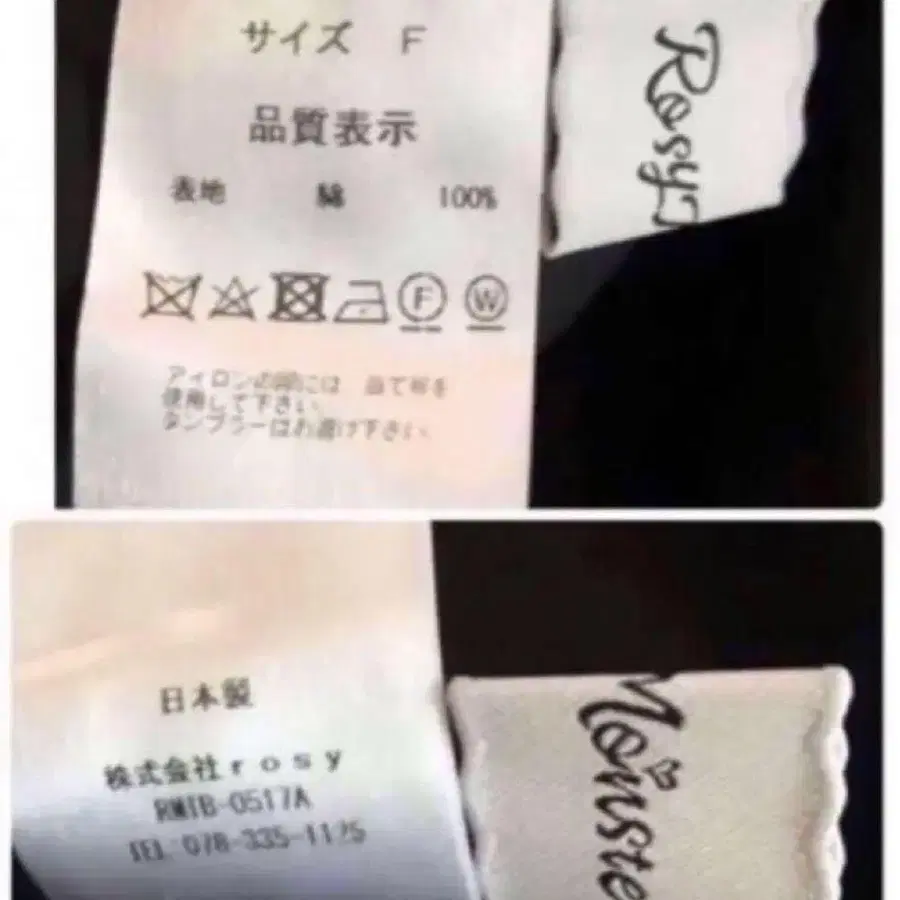 サイズ F
品質表示
表地 綿 100%
F W
アイロンの際には 当て布を
使用して下さい
タンブラーはお避け下さい
Rosy
日本製
株式会社rosy
RMTB-0517A
TEL 078-335-1125
Monste